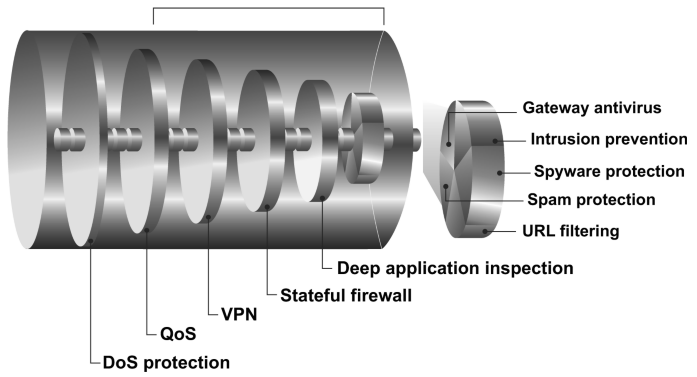 Gateway antivirus
Intrusion prevention
Spyware protection
Spam protection
URL filtering
Deep application inspection
Stateful firewall
VPN
QoS
DoS protection